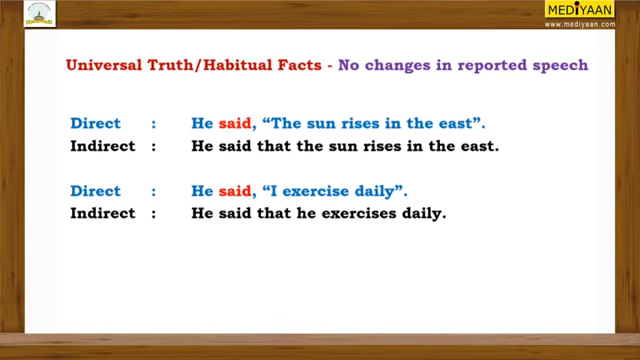 MEDiYAAN
www.mediyaan.com
Universal Truth/Habitual Facts - No changes in reported speech
Direct : He said, “The sun rises in the east”.
Indirect : He said that the sun rises in the east.
Direct : He said, “I exercise daily”.
Indirect : He said that he exercises daily.